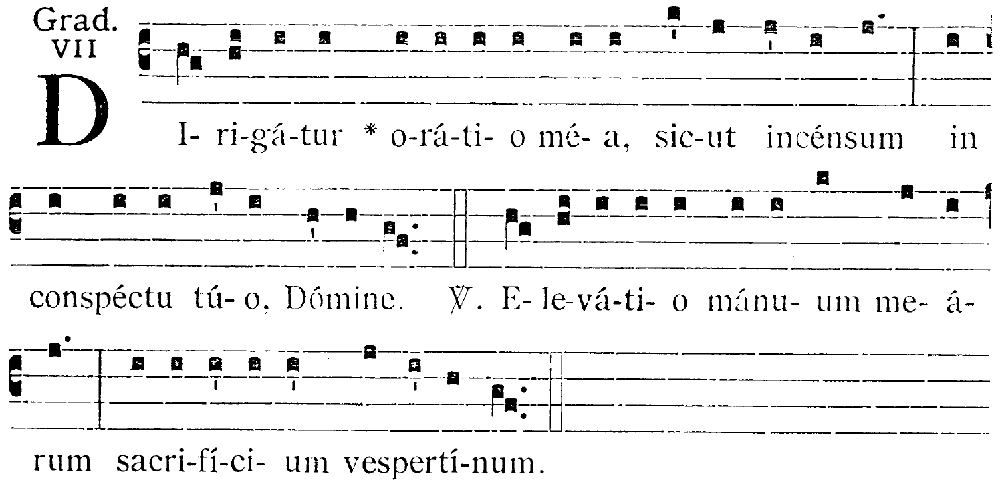 Grad.
VII
DI- ri-gá-tur * o-rá-ti- o mé- a, sic-ut incénsum in
conspéctu tú- o, Dómine. ℣. E- le-vá-ti- o mánu- um me- á-
rum sacri-fí-ci- um vespertí-num.